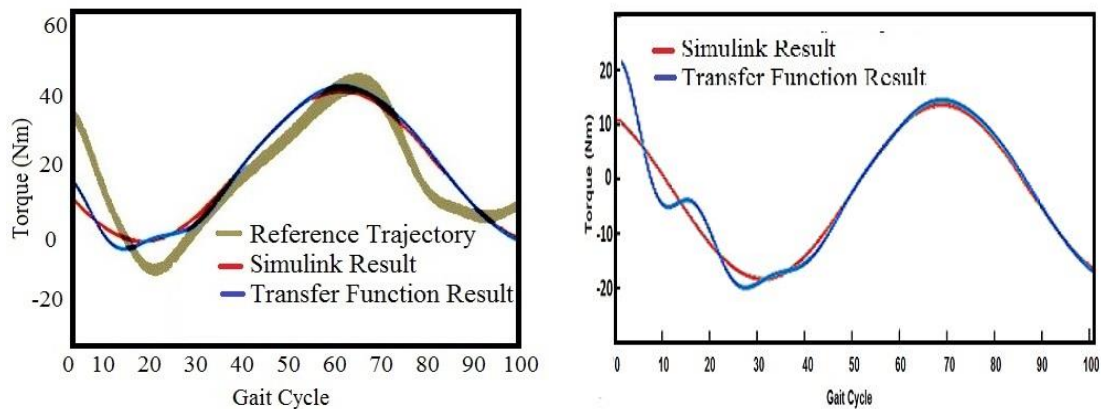 60
40
20
0
-20
Torque (Nm)
Reference Trajectory
Simulink Result
Transfer Function Result
0 10 20 30 40 50 60 70 80 90 100
Gait Cycle
Simulink Result
Transfer Function Result
20
10
0
-10
-20
Torque (Nm)
0 10 20 30 40 50 60 70 80 90 100
Gait Cycle